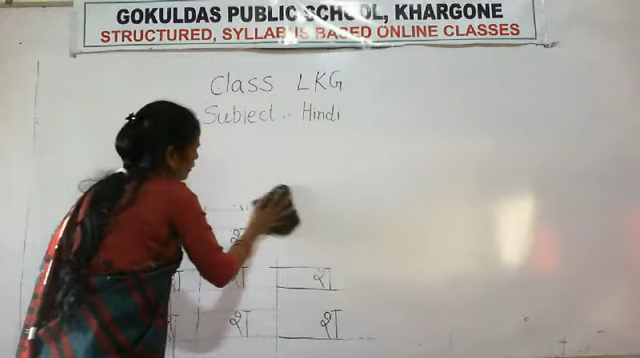 GOKULDAS PUBLIC SCHOOL, KHARGONE
STRUCTURED, SYLLABUS BASED ONLINE CLASSES
Class LKG
Subject :- Hindi
श
श श
श श